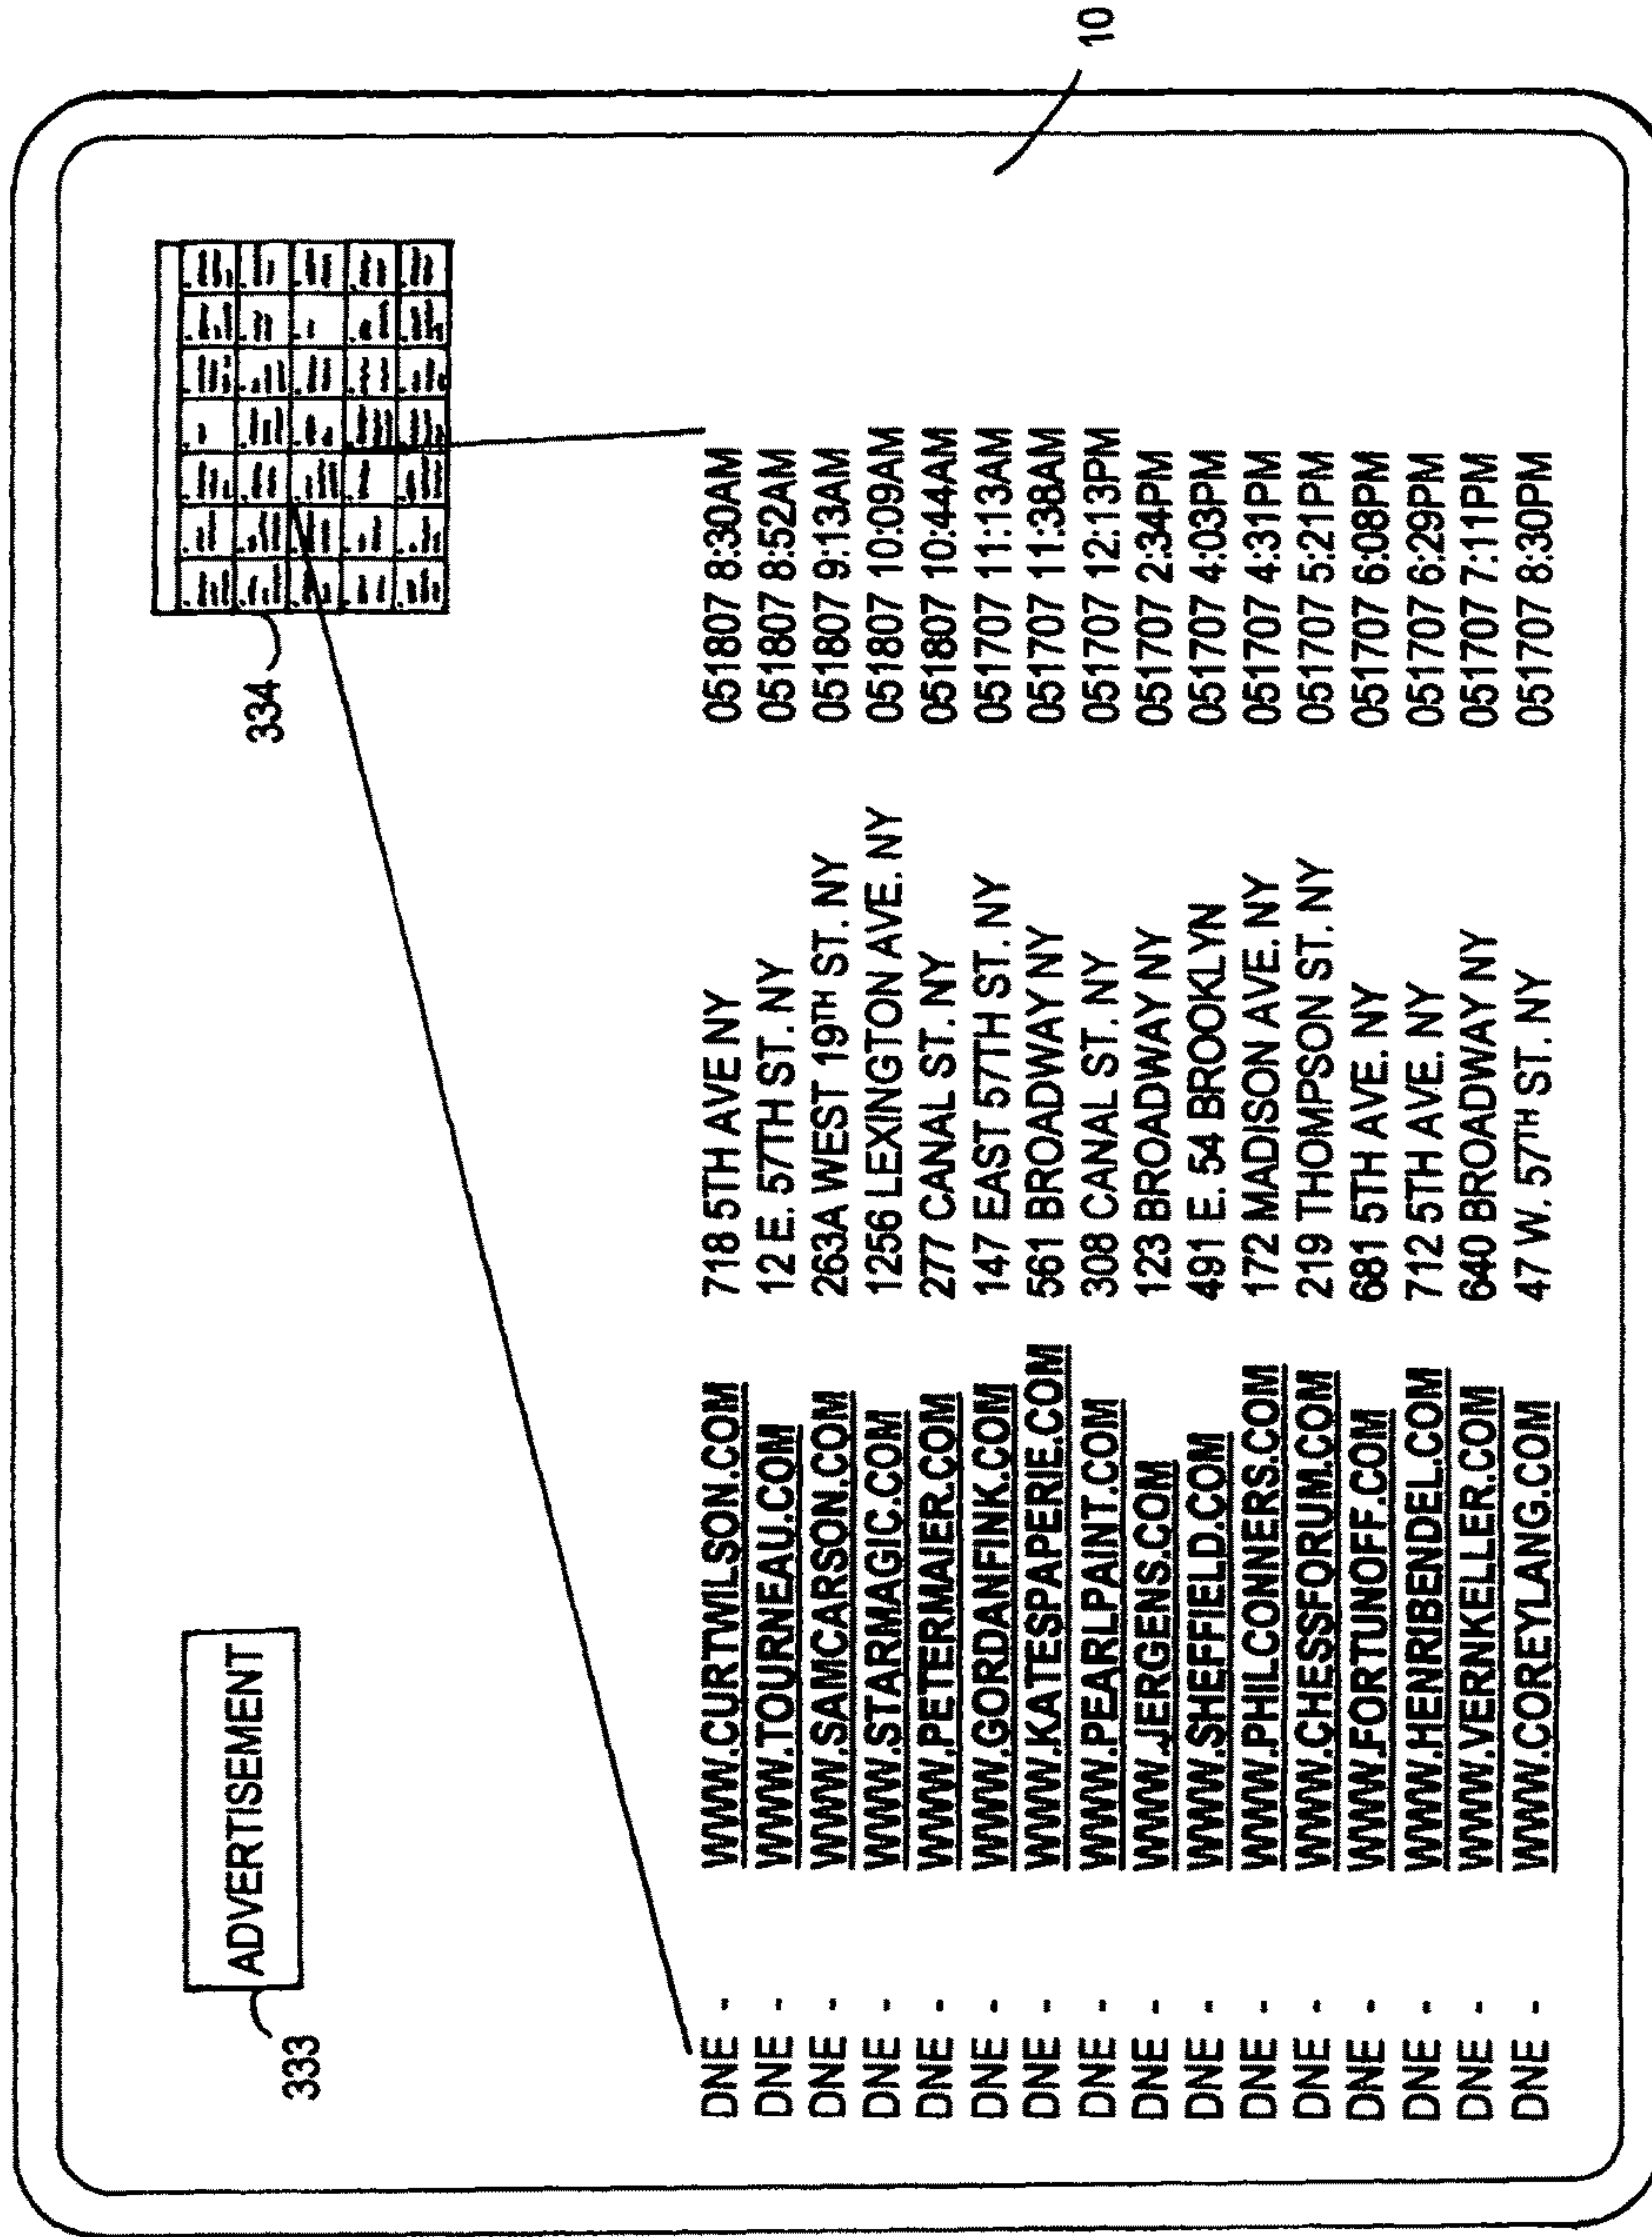 ADVERTISEMENT
333
334
DNE - WWW.CURTWILSON.COM 718 5TH AVE NY 051807 8:30AM
DNE - WWW.TOURNEAU.COM 12 E. 57TH ST. NY 051807 8:52AM
DNE - WWW.SAMCARSON.COM 263A WEST 19TH ST. NY 051807 9:13AM
DNE - WWW.STARMAGIC.COM 1256 LEXINGTON AVE. NY 051807 10:09AM
DNE - WWW.PETERMAIER.COM 277 CANAL ST. NY 051807 10:44AM
DNE - WWW.GORDANFINK.COM 147 EAST 57TH ST. NY 051707 11:13AM
DNE - WWW.KATESPAPERIE.COM 561 BROADWAY NY 051707 11:38AM
DNE - WWW.PEARLPAINT.COM 308 CANAL ST. NY 051707 12:13PM
DNE - WWW.JERGENS.COM 123 BROADWAY NY 051707 2:34PM
DNE - WWW.SHEFFIELD.COM 491 E. 54 BROOKLYN 051707 4:03PM
DNE - WWW.PHILCONNERS.COM 172 MADISON AVE. NY 051707 4:31PM
DNE - WWW.CHESSFORUM.COM 219 THOMPSON ST. NY 051707 5:21PM
DNE - WWW.FORTUNOFF.COM 681 5TH AVE. NY 051707 6:08PM
DNE - WWW.HENRIBENDEL.COM 712 5TH AVE. NY 051707 6:29PM
DNE - WWW.VERNKELLER.COM 640 BROADWAY NY 051707 7:11PM
DNE - WWW.COREYLANG.COM 47 W. 57TH ST. NY 051707 8:30PM
10